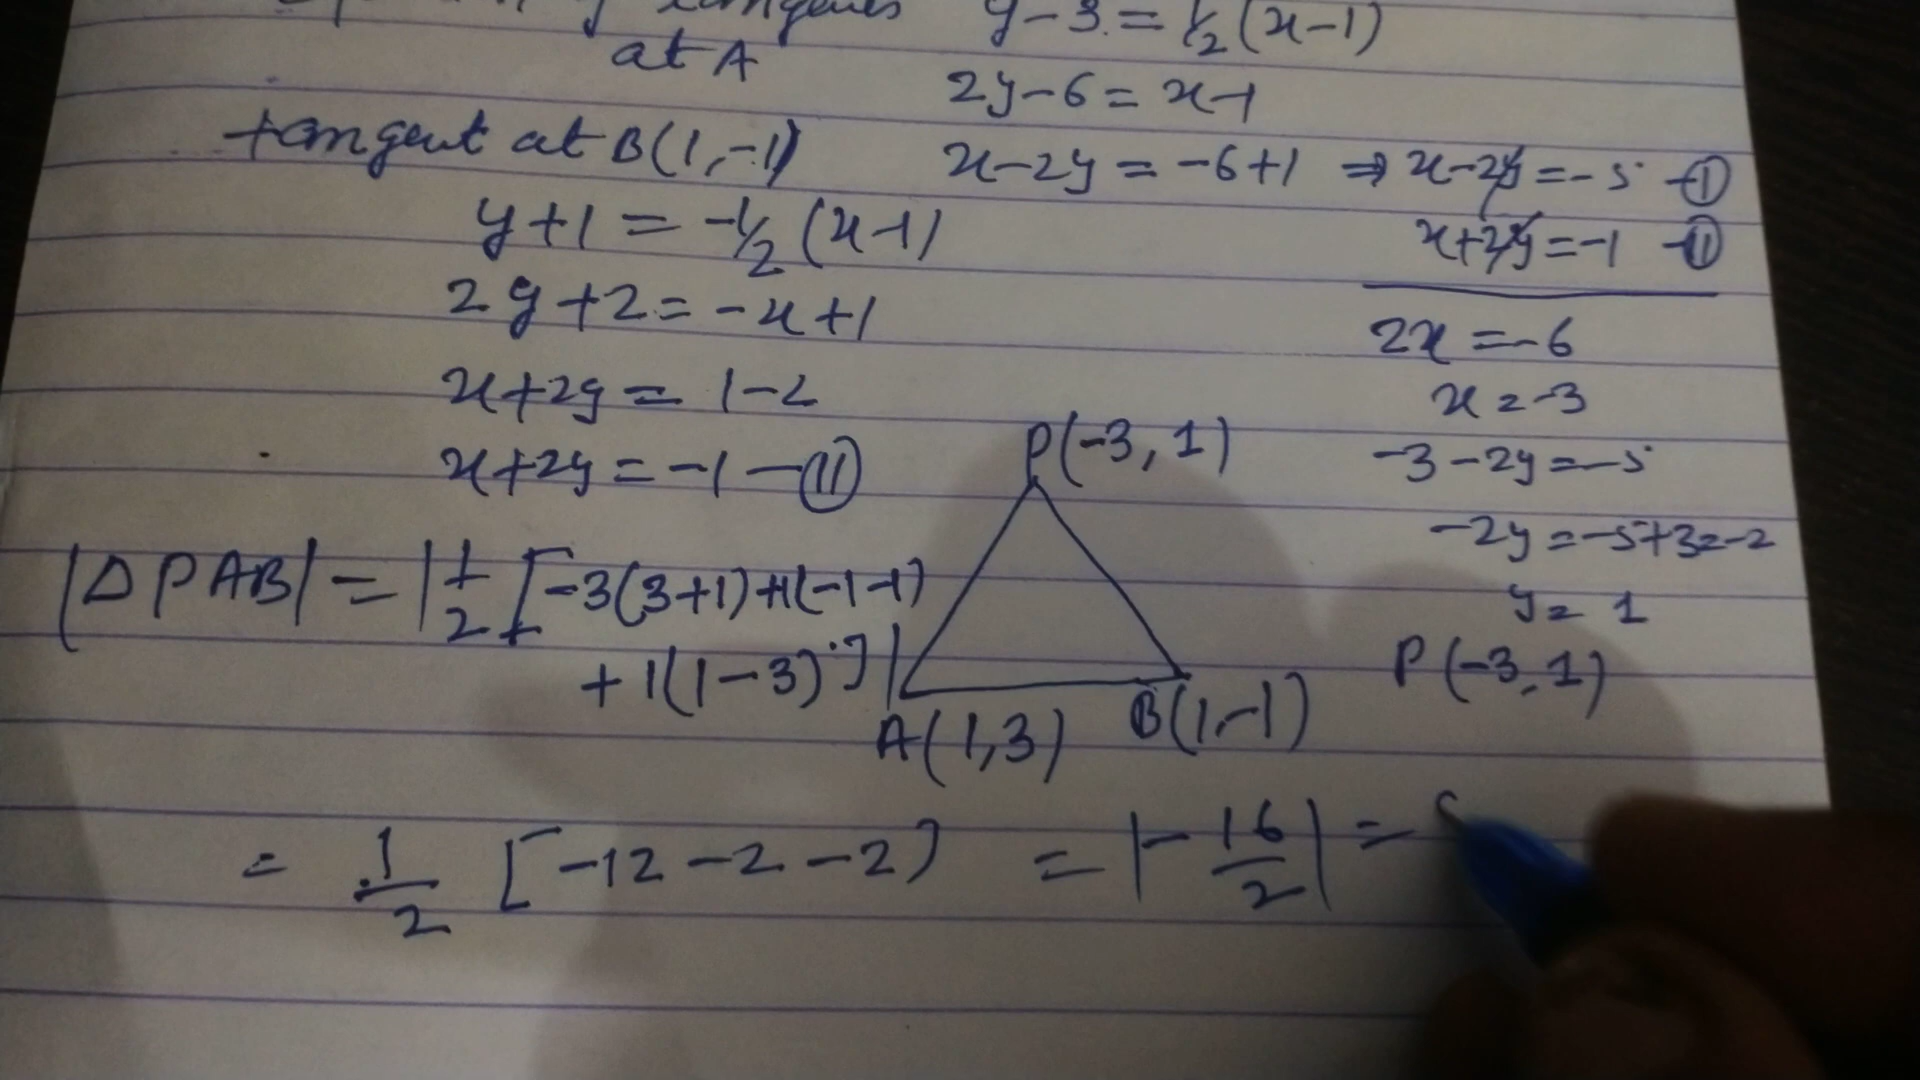 y-3=1/2(x-1)
at A
2y-6=x-1
tangent at B(1,-1)
x-2y=-6+1 ⇒ x-2y=-5 -(I)
y+1=-1/2(x-1)
x+2y=-1 -(II)
2y+2=-x+1
2x=-6
x+2y=1-2
x=-3
P(-3,1)
x+2y=-1-(II)
-3-2y=-5
-2y=-5+3=-2
|ΔPAB|=|1/2[-3(3+1)+1(-1-1)
y=1
+1(1-3)]|
P(-3,1)
A(1,3) B(1,-1)
=1/2[-12-2-2] =|-16/2|=